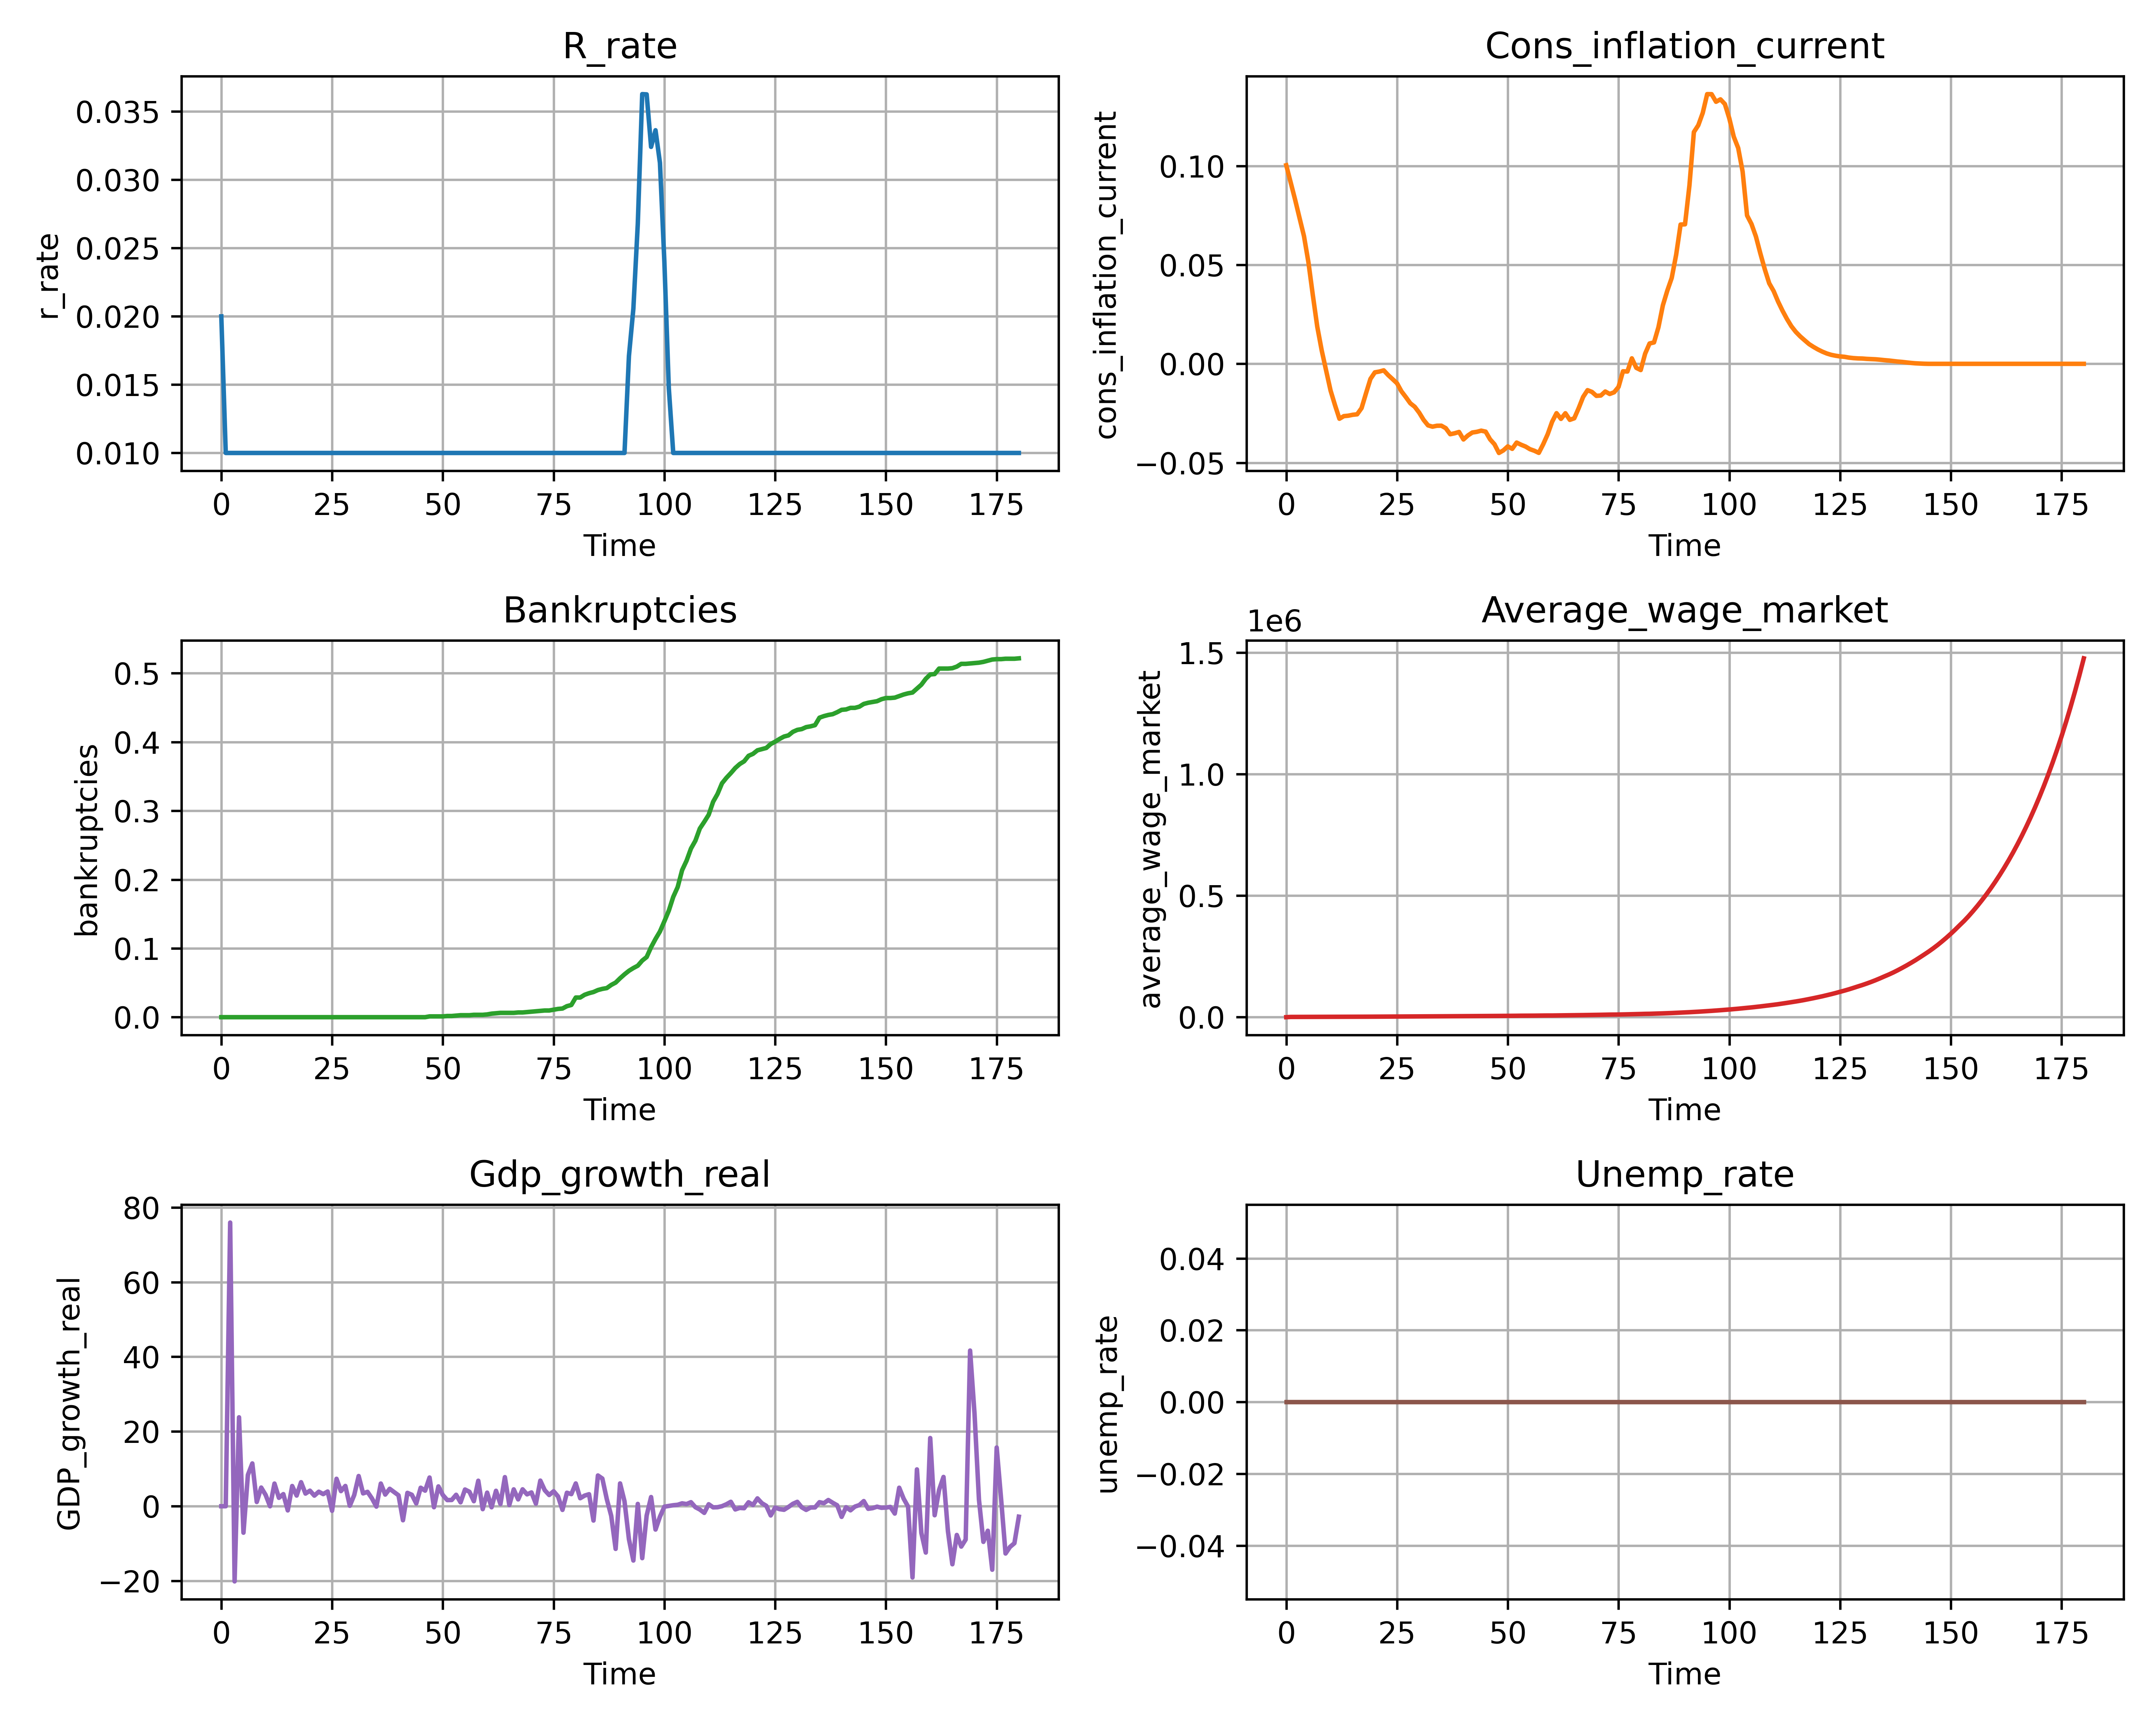 R_rate
r_rate
0.035
0.030
0.025
0.020
0.015
0.010
0 25 50 75 100 125 150 175
Time
Cons_inflation_current
cons_inflation_current
0.10
0.05
0.00
−0.05
0 25 50 75 100 125 150 175
Time
Bankruptcies
bankruptcies
0.5
0.4
0.3
0.2
0.1
0.0
0 25 50 75 100 125 150 175
Time
Average_wage_market
1e6
average_wage_market
1.5
1.0
0.5
0.0
0 25 50 75 100 125 150 175
Time
Gdp_growth_real
GDP_growth_real
80
60
40
20
0
−20
0 25 50 75 100 125 150 175
Time
Unemp_rate
unemp_rate
0.04
0.02
0.00
−0.02
−0.04
0 25 50 75 100 125 150 175
Time